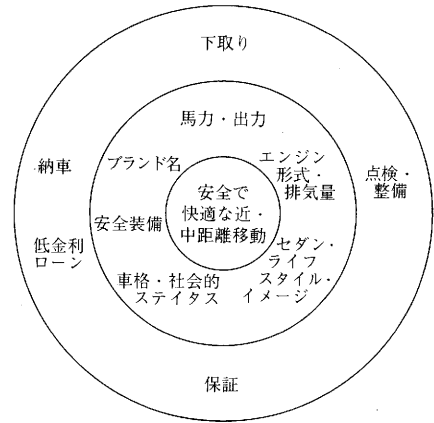 下取り
馬力・出力
納車
ブランド名
エンジン
形式・
排気量
点検・
整備
安全で
快適な近・
中距離移動
安全装備
低金利
ローン
セダン・
ライフ
スタイル・
イメージ
車格・社会的
ステイタス
保証